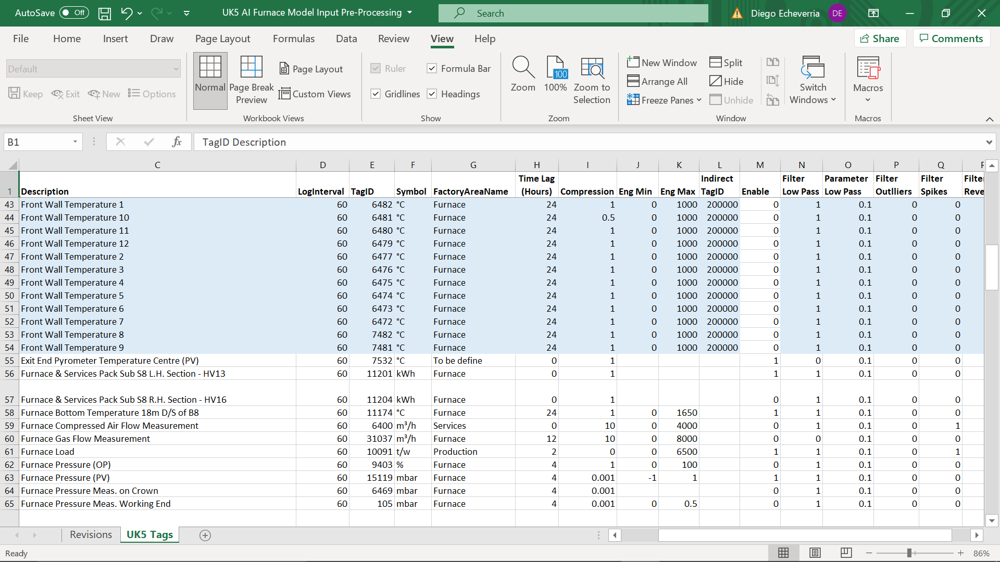 AutoSave Off UK5 AI Furnace Model Input Pre-Processing Search Diego Echeverria DE
File Home Insert Draw Page Layout Formulas Data Review View Help Share Comments
Default
Keep Exit New Options
Sheet View
Normal
Page Break Preview
Page Layout
Custom Views
Workbook Views
Ruler Formula Bar
Gridlines Headings
Show
Zoom
100
100%
Zoom to Selection
Zoom
New Window Split
Arrange All Hide
Freeze Panes Unhide
Switch Windows
Window
Macros
Macros
B1 fx TagID Description
C D E F G H I J K L M N O P Q
1 Description LogInterval TagID Symbol FactoryAreaName Time Lag (Hours) Compression Eng Min Eng Max Indirect TagID Enable Filter Low Pass Parameter Low Pass Filter Outlliers Filter Spikes Filte Reve
43 Front Wall Temperature 1 60 6482 °C Furnace 24 1 0 1000 200000 0 1 0.1 0 0
44 Front Wall Temperature 10 60 6481 °C Furnace 24 0.5 0 1000 200000 0 1 0.1 0 0
45 Front Wall Temperature 11 60 6480 °C Furnace 24 1 0 1000 200000 0 1 0.1 0 0
46 Front Wall Temperature 12 60 6479 °C Furnace 24 1 0 1000 200000 0 1 0.1 0 0
47 Front Wall Temperature 2 60 6477 °C Furnace 24 1 0 1000 200000 0 1 0.1 0 0
48 Front Wall Temperature 3 60 6476 °C Furnace 24 1 0 1000 200000 0 1 0.1 0 0
49 Front Wall Temperature 4 60 6475 °C Furnace 24 1 0 1000 200000 0 1 0.1 0 0
50 Front Wall Temperature 5 60 6474 °C Furnace 24 1 0 1000 200000 0 1 0.1 0 0
51 Front Wall Temperature 6 60 6473 °C Furnace 24 1 0 1000 200000 0 1 0.1 0 0
52 Front Wall Temperature 7 60 6472 °C Furnace 24 1 0 1000 200000 0 1 0.1 0 0
53 Front Wall Temperature 8 60 7482 °C Furnace 24 1 0 1000 200000 0 1 0.1 0 0
54 Front Wall Temperature 9 60 7481 °C Furnace 24 1 0 1000 200000 0 1 0.1 0 0
55 Exit End Pyrometer Temperature Centre (PV) 60 7532 °C To be define 0 1 1 0 0.1 0 0
56 Furnace & Services Pack Sub S8 L.H. Section - HV13 60 11201 kWh Furnace 0 1 1 1 0.1 0 0
57 Furnace & Services Pack Sub S8 R.H. Section - HV16 60 11204 kWh Furnace 0 1 0 1 0.1 0 0
58 Furnace Bottom Temperature 18m D/S of B8 60 11174 °C Furnace 24 1 0 1650 1 1 0.1 0 0
59 Furnace Compressed Air Flow Measurement 60 6400 m³/h Services 0 10 0 4000 0 1 0.1 0 1
60 Furnace Gas Flow Measurement 60 31037 m³/h Furnace 12 10 0 8000 0 0 0.1 0 0
61 Furnace Load 60 10091 t/w Production 2 0 0 6500 1 1 0.1 0 1
62 Furnace Pressure (OP) 60 9403 % Furnace 4 1 0 100 0 1 0.1 0 0
63 Furnace Pressure (PV) 60 15119 mbar Furnace 4 0.001 -1 1 1 1 0.1 0 0
64 Furnace Pressure Meas. on Crown 60 6469 mbar Furnace 4 0.001 0 1 0.1 0 0
65 Furnace Pressure Meas. Working End 60 105 mbar Furnace 4 0.001 0 0.5 0 1 0.1 0 0
Revisions UK5 Tags
Ready 86%